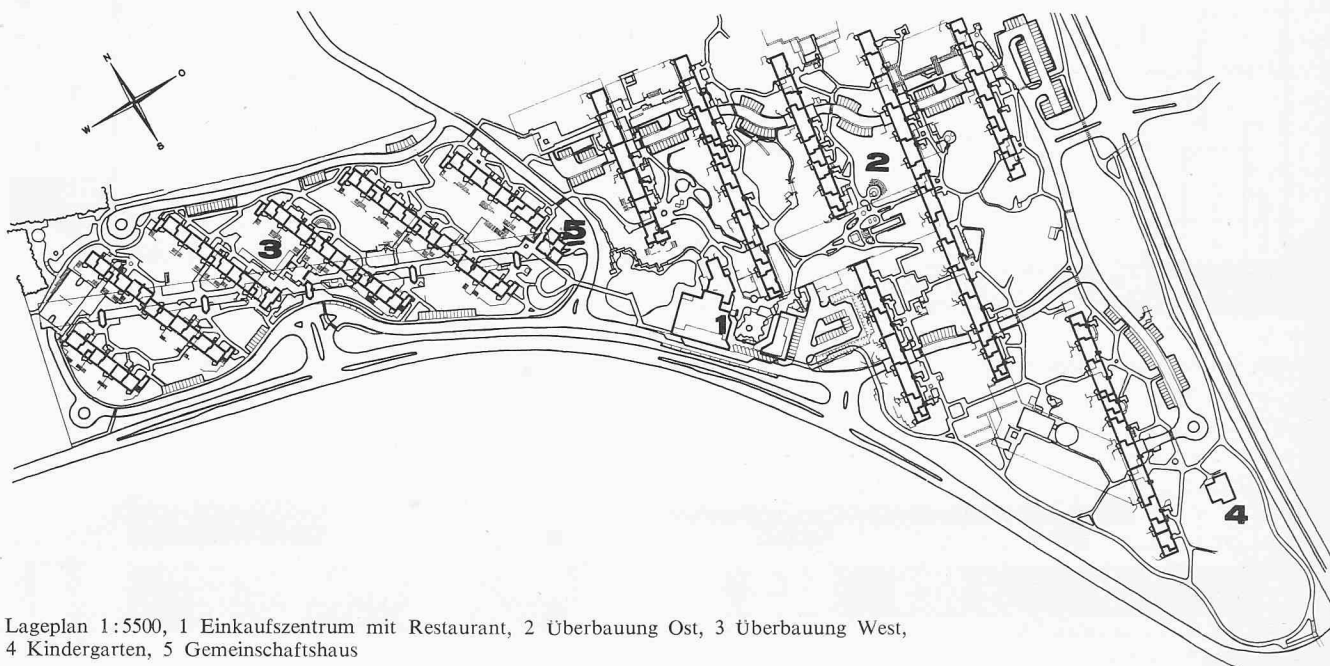 N
O
W
S
5
2
3
1
4
Lageplan 1:5500, 1 Einkaufszentrum mit Restaurant, 2 Überbauung Ost, 3 Überbauung West,
4 Kindergarten, 5 Gemeinschaftshaus